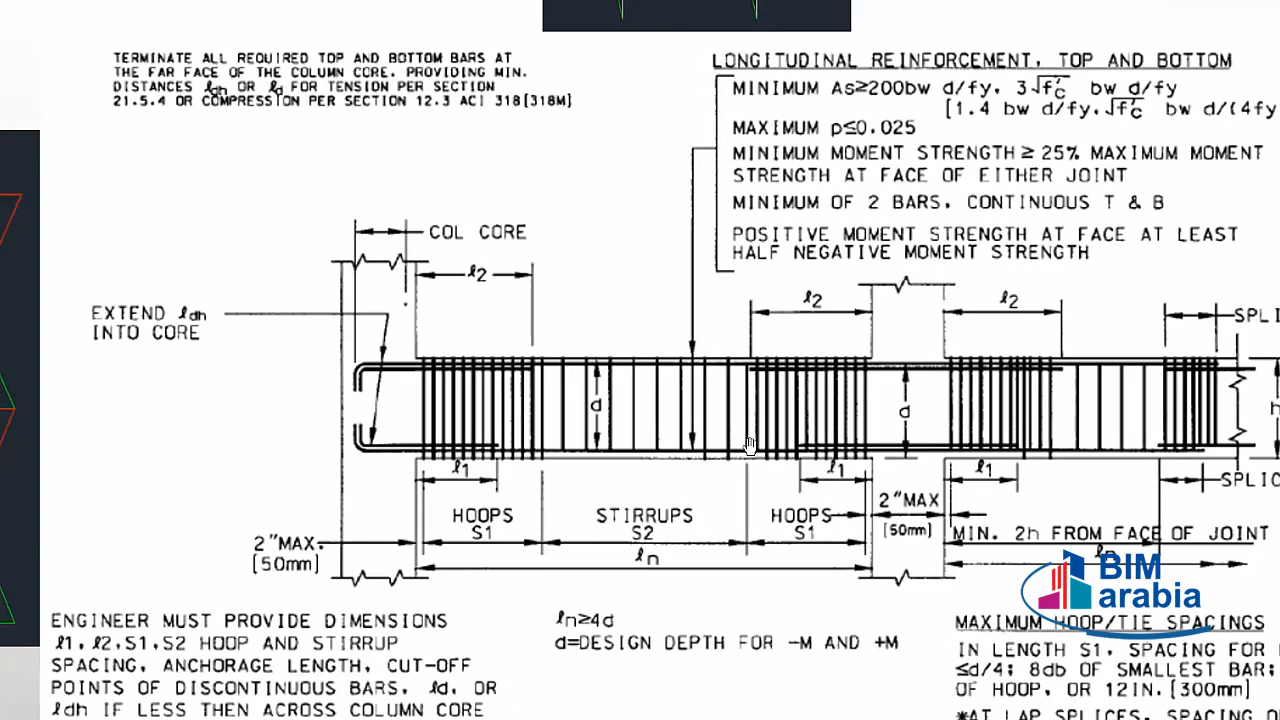 TERMINATE ALL REQUIRED TOP AND BOTTOM BARS AT
THE FAR FACE OF THE COLUMN CORE, PROVIDING MIN.
DISTANCES ℓdh OR ℓd FOR TENSION PER SECTION
21.5.4 OR COMPRESSION PER SECTION 12.3 ACI 318[318M]
LONGITUDINAL REINFORCEMENT, TOP AND BOTTOM
MINIMUM As≥200bw d/fy, 3√f'c bw d/fy
[1.4 bw d/fy,√f'c bw d/(4fy
MAXIMUM p≤0.025
MINIMUM MOMENT STRENGTH ≥ 25% MAXIMUM MOMENT
STRENGTH AT FACE OF EITHER JOINT
MINIMUM OF 2 BARS, CONTINUOUS T & B
POSITIVE MOMENT STRENGTH AT FACE AT LEAST
HALF NEGATIVE MOMENT STRENGTH
COL CORE
ℓ2
ℓ2
ℓ2
EXTEND ℓdh
INTO CORE
SPLI
d
d
h
ℓ1
ℓ1
ℓ1
SPLIC
HOOPS
S1
STIRRUPS
S2
HOOPS
S1
2"MAX
[50mm]
MIN. 2h FROM FACE OF JOINT
2"MAX.
[50mm]
ℓn
ℓn
BIM
arabia
ENGINEER MUST PROVIDE DIMENSIONS
ℓ1,ℓ2,S1,S2 HOOP AND STIRRUP
SPACING, ANCHORAGE LENGTH, CUT-OFF
POINTS OF DISCONTINUOUS BARS, ℓd, OR
ℓdh IF LESS THEN ACROSS COLUMN CORE
ℓn≥4d
d=DESIGN DEPTH FOR -M AND +M
MAXIMUM HOOP/TIE SPACINGS
IN LENGTH S1, SPACING FOR
≤d/4; 8db OF SMALLEST BAR;
OF HOOP, OR 12IN.[300mm]
*AT LAP SPLICES, SPACING